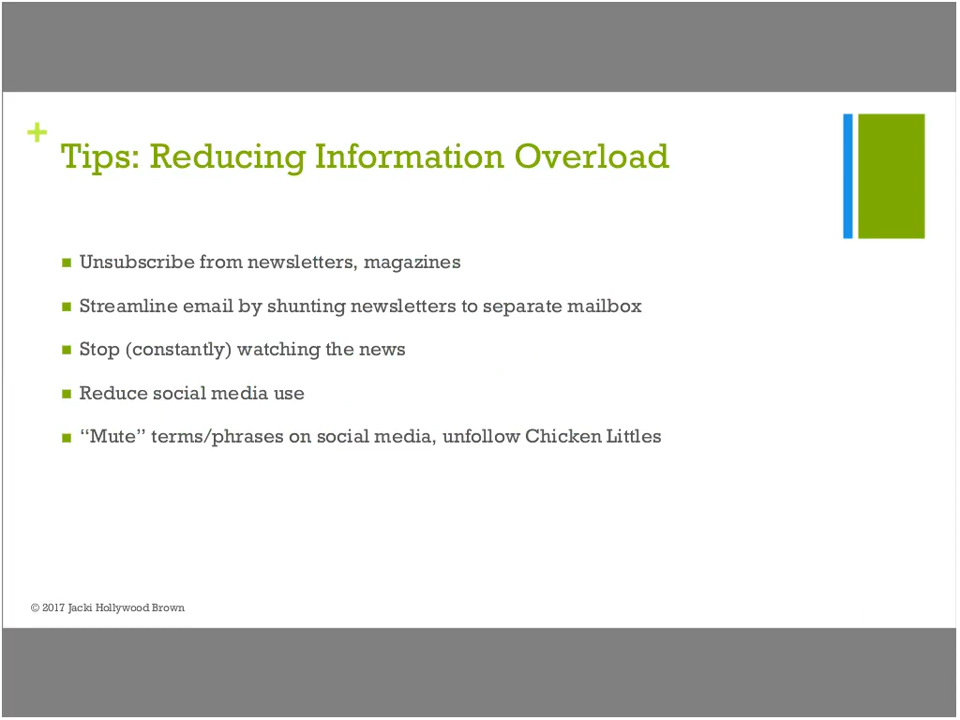 +
Tips: Reducing Information Overload
■ Unsubscribe from newsletters, magazines
■ Streamline email by shunting newsletters to separate mailbox
■ Stop (constantly) watching the news
■ Reduce social media use
■ “Mute” terms/phrases on social media, unfollow Chicken Littles
© 2017 Jacki Hollywood Brown